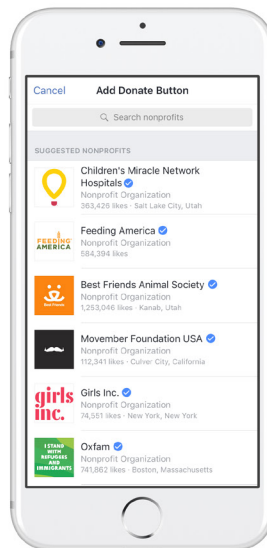 Cancel Add Donate Button
Search nonprofits
SUGGESTED NONPROFITS
Children's Miracle Network
Hospitals
Nonprofit Organization
363,426 likes · Salt Lake City, Utah
FEEDING
AMERICA
Feeding America
Nonprofit Organization
584,394 likes
Best Friends
Best Friends Animal Society
Nonprofit Organization
1,253,046 likes · Kanab, Utah
Movember Foundation USA
Nonprofit Organization
112,341 likes · Culver City, California
girls
inc.
Girls Inc.
Nonprofit Organization
74,551 likes · New York, New York
I STAND
WITH
REFUGEES
AND
IMMIGRANTS
Oxfam
Nonprofit Organization
741,862 likes · Boston, Massachusetts